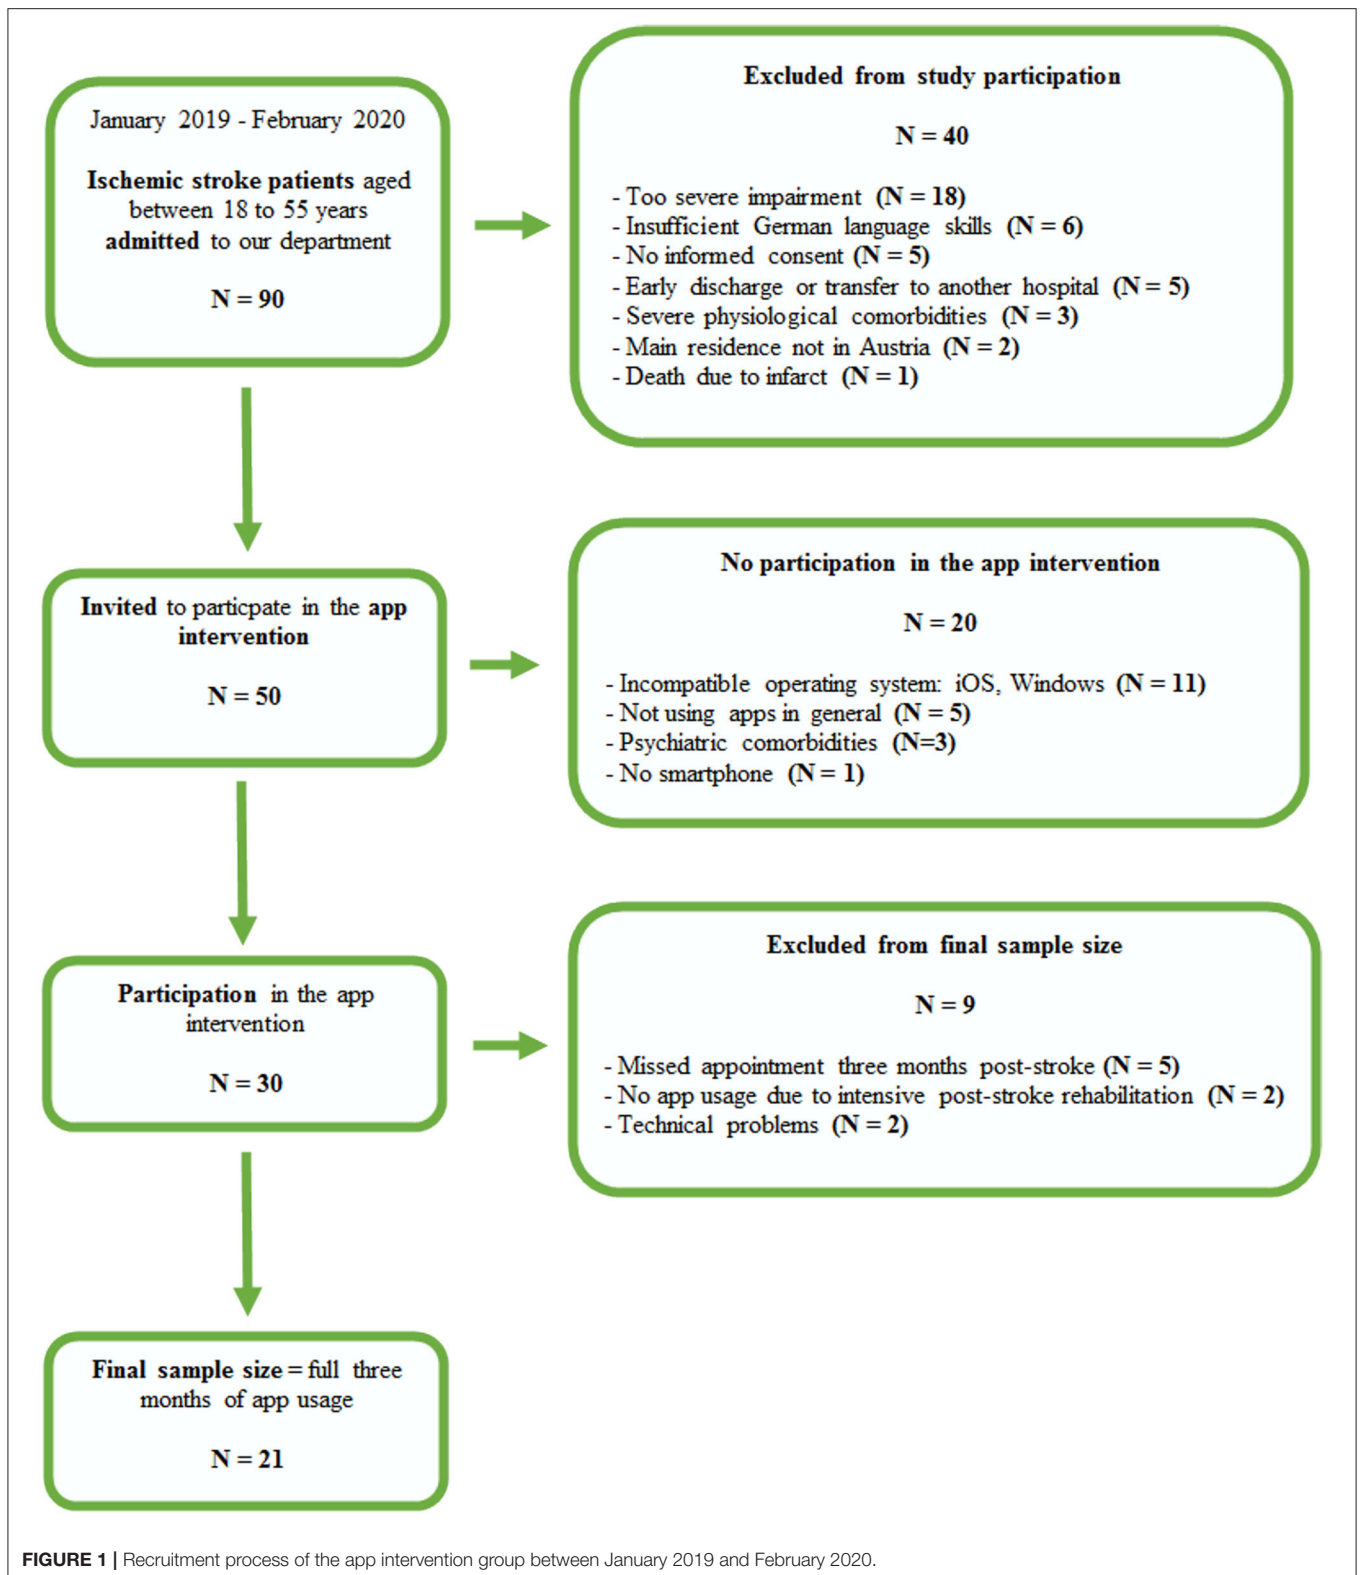 January 2019 - February 2020
Ischemic stroke patients aged
between 18 to 55 years
admitted to our department
N = 90
Excluded from study participation
N = 40
- Too severe impairment (N = 18)
- Insufficient German language skills (N = 6)
- No informed consent (N = 5)
- Early discharge or transfer to another hospital (N = 5)
- Severe physiological comorbidities (N = 3)
- Main residence not in Austria (N = 2)
- Death due to infarct (N = 1)
Invited to particpate in the app
intervention
N = 50
No participation in the app intervention
N = 20
- Incompatible operating system: iOS, Windows (N = 11)
- Not using apps in general (N = 5)
- Psychiatric comorbidities (N=3)
- No smartphone (N = 1)
Participation in the app
intervention
N = 30
Excluded from final sample size
N = 9
- Missed appointment three months post-stroke (N = 5)
- No app usage due to intensive post-stroke rehabilitation (N = 2)
- Technical problems (N = 2)
Final sample size = full three
months of app usage
N = 21
FIGURE 1 | Recruitment process of the app intervention group between January 2019 and February 2020.